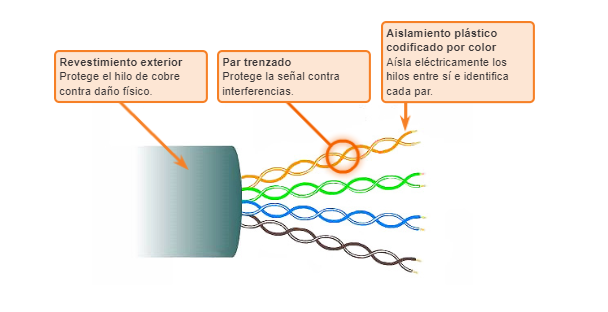 Revestimiento exterior
Protege el hilo de cobre
contra daño físico.
Par trenzado
Protege la señal contra
interferencias.
Aislamiento plástico
codificado por color
Aísla eléctricamente los
hilos entre sí e identifica
cada par.